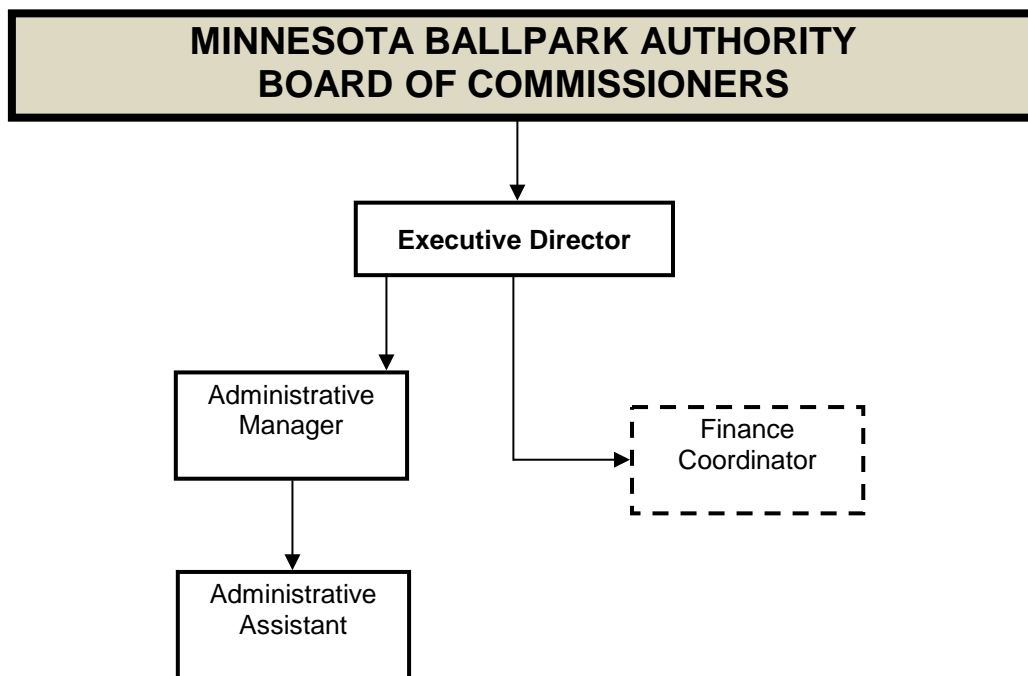 MINNESOTA BALLPARK AUTHORITY
BOARD OF COMMISSIONERS
Executive Director
Administrative
Manager
Finance
Coordinator
Administrative
Assistant